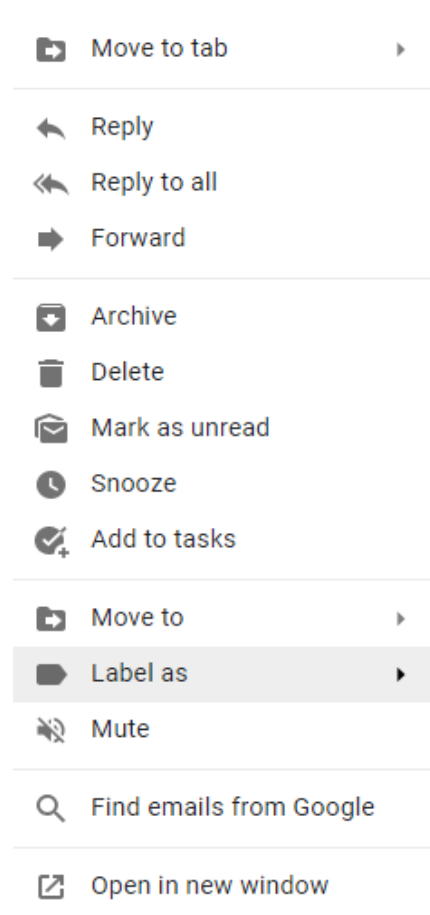 Move to tab
Reply
Reply to all
Forward
Archive
Delete
Mark as unread
Snooze
Add to tasks
Move to
Label as
Mute
Find emails from Google
Open in new window